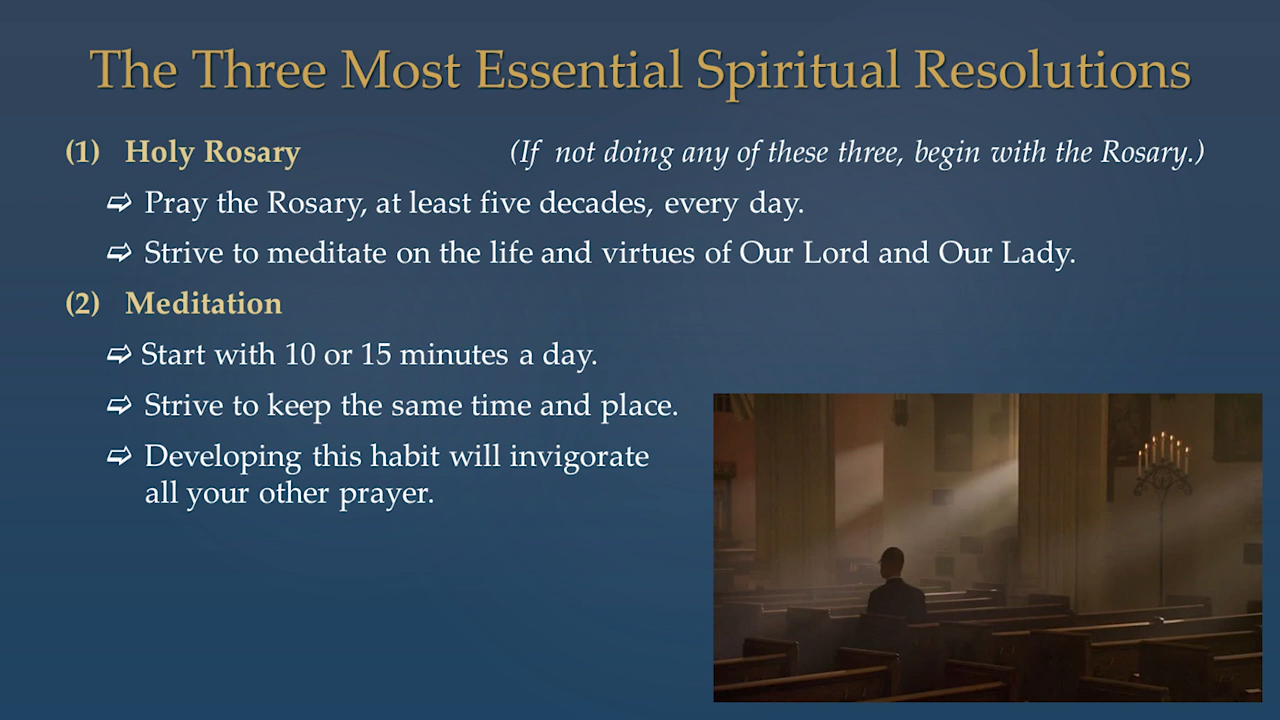 The Three Most Essential Spiritual Resolutions
(1) Holy Rosary (If not doing any of these three, begin with the Rosary.)
⇨ Pray the Rosary, at least five decades, every day.
⇨ Strive to meditate on the life and virtues of Our Lord and Our Lady.
(2) Meditation
⇨ Start with 10 or 15 minutes a day.
⇨ Strive to keep the same time and place.
⇨ Developing this habit will invigorate
all your other prayer.